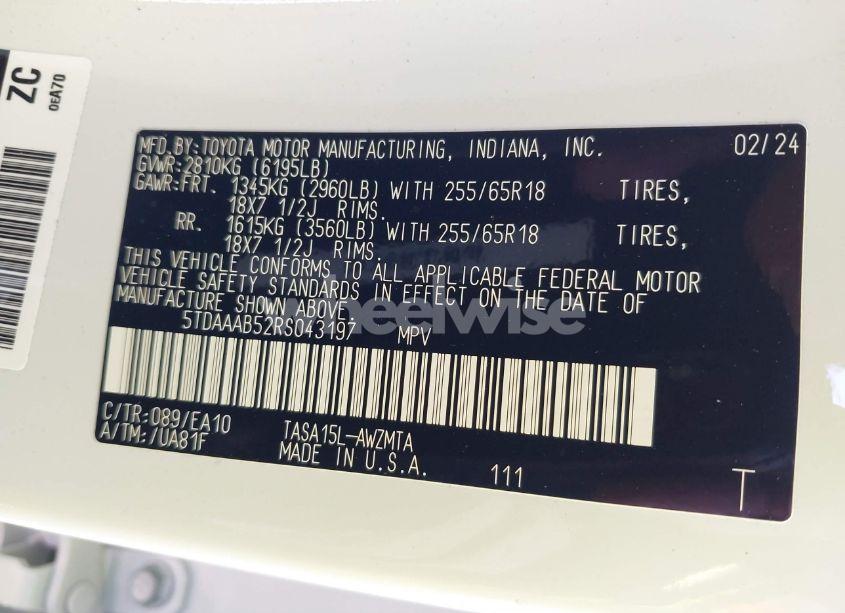 ZC
0EA70
MFD.BY:TOYOTA MOTOR MANUFACTURING, INDIANA, INC. 02/24
GVWR:2810KG (6195LB)
GAWR:FRT. 1345KG (2960LB) WITH 255/65R18 TIRES,
18X7 1/2J RIMS.
RR. 1615KG (3560LB) WITH 255/65R18 TIRES,
18X7 1/2J RIMS.
THIS VEHICLE CONFORMS TO ALL APPLICABLE FEDERAL MOTOR
VEHICLE SAFETY STANDARDS IN EFFECT ON THE DATE OF
MANUFACTURE SHOWN ABOVE.
5TDAAAB52RS043197 MPV
wheelwise
C/TR:089/EA10 TASA15L-AWZMTA
A/TM:/UA81F MADE IN U.S.A. 111 T